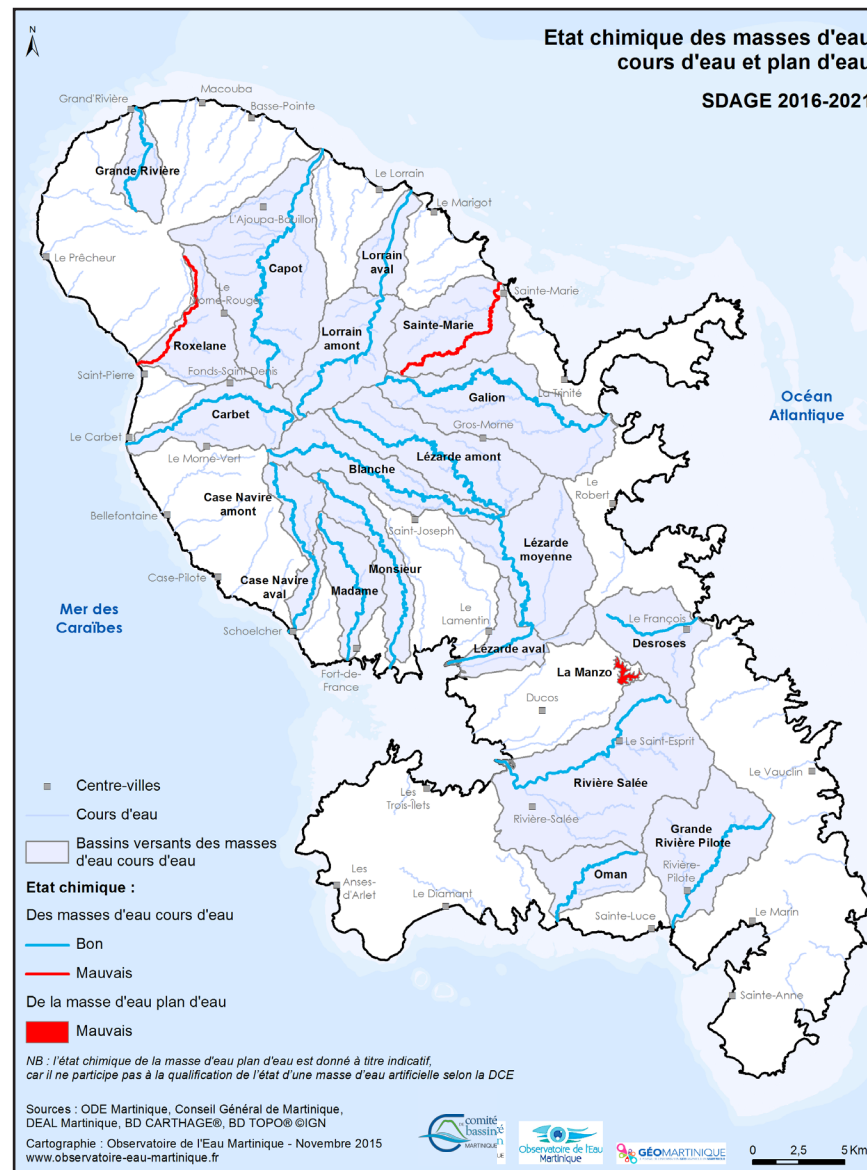 N
Etat chimique des masses d'eau
cours d'eau et plan d'eau
SDAGE 2016-2021
Macouba
Grand'Rivière
Basse-Pointe
Grande Rivière
Le Lorrain
Le Marigot
L'Ajoupa-Bouillon
Le Prêcheur
Capot
Lorrain
aval
Le
Morne-Rouge
Sainte-Marie
Sainte-Marie
Lorrain
amont
Roxelane
Saint-Pierre
Fonds-Saint-Denis
La Trinité
Galion
Océan
Atlantique
Carbet
Le Carbet
Gros-Morne
Le Morne-Vert
Lézarde amont
Blanche
Le
Robert
Case Navire
amont
Bellefontaine
Saint-Joseph
Lézarde
moyenne
Case-Pilote
Case Navire
aval
Madame
Monsieur
Mer des
Caraïbes
Le
Lamentin
Le François
Schoelcher
Desroses
Lézarde aval
Fort-de-
France
La Manzo
Ducos
Le Saint-Esprit
Le Vauclin
Rivière Salée
Les
Trois-Îlets
Rivière-Salée
Grande
Rivière Pilote
Rivière-
Pilote
Oman
Les
Anses-
d'Arlet
Le Diamant
Sainte-Luce
Le Marin
Sainte-Anne
Centre-villes
Cours d'eau
Bassins versants des masses
d'eau cours d'eau
Etat chimique :
Des masses d'eau cours d'eau
Bon
Mauvais
De la masse d'eau plan d'eau
Mauvais
NB : l'état chimique de la masse d'eau plan d'eau est donné à titre indicatif,
car il ne participe pas à la qualification de l'état d'une masse d'eau artificielle selon la DCE
Sources : ODE Martinique, Conseil Général de Martinique,
DEAL Martinique, BD CARTHAGE®, BD TOPO® ©IGN
Cartographie : Observatoire de l'Eau Martinique - Novembre 2015
www.observatoire-eau-martinique.fr
comité
de bassin
MARTINIQUE
Observatoire de l'Eau
Martinique
GÉOMARTINIQUE
0 2,5 5 Km